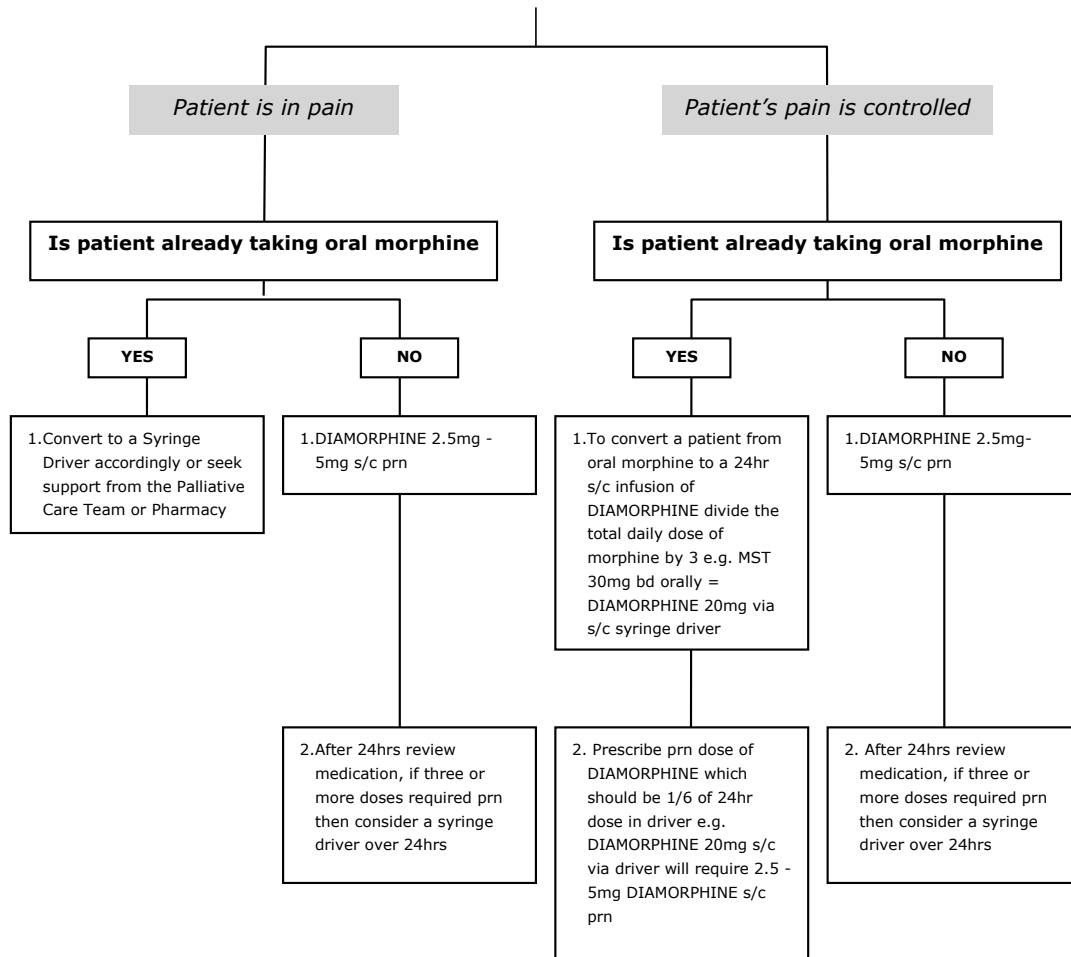 Patient is in pain
Patient's pain is controlled
Is patient already taking oral morphine
Is patient already taking oral morphine
YES
NO
YES
NO
1.Convert to a Syringe
Driver accordingly or seek
support from the Palliative
Care Team or Pharmacy
1.DIAMORPHINE 2.5mg -
5mg s/c prn
1.To convert a patient from
oral morphine to a 24hr
s/c infusion of
DIAMORPHINE divide the
total daily dose of
morphine by 3 e.g. MST
30mg bd orally =
DIAMORPHINE 20mg via
s/c syringe driver
1.DIAMORPHINE 2.5mg-
5mg s/c prn
2.After 24hrs review
medication, if three or
more doses required prn
then consider a syringe
driver over 24hrs
2. Prescribe prn dose of
DIAMORPHINE which
should be 1/6 of 24hr
dose in driver e.g.
DIAMORPHINE 20mg s/c
via driver will require 2.5 -
5mg DIAMORPHINE s/c
prn
2. After 24hrs review
medication, if three or
more doses required prn
then consider a syringe
driver over 24hrs